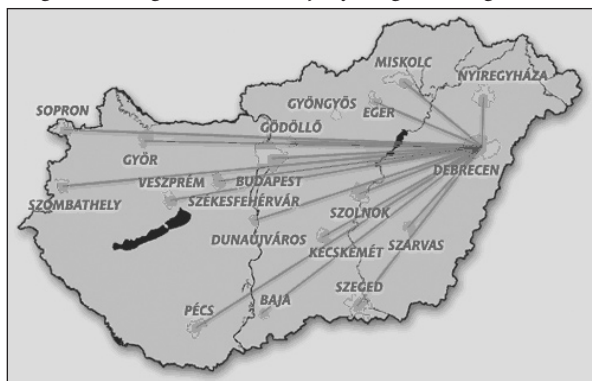 MISKOLC
NYÍREGYHÁZA
SOPRON
GYÖNGYÖS
EGER
GÖDÖLLŐ
GYŐR
DEBRECEN
VESZPRÉM
BUDAPEST
SZOMBATHELY
SZÉKESFEHÉRVÁR
SZOLNOK
DUNAÚJVÁROS
SZARVAS
KECSKEMÉT
SZEGED
PÉCS
BAJA